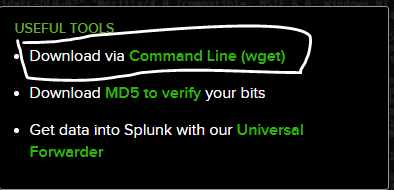 USEFUL TOOLS
Download via Command Line (wget)
Download MD5 to verify your bits
Get data into Splunk with our Universal
Forwarder